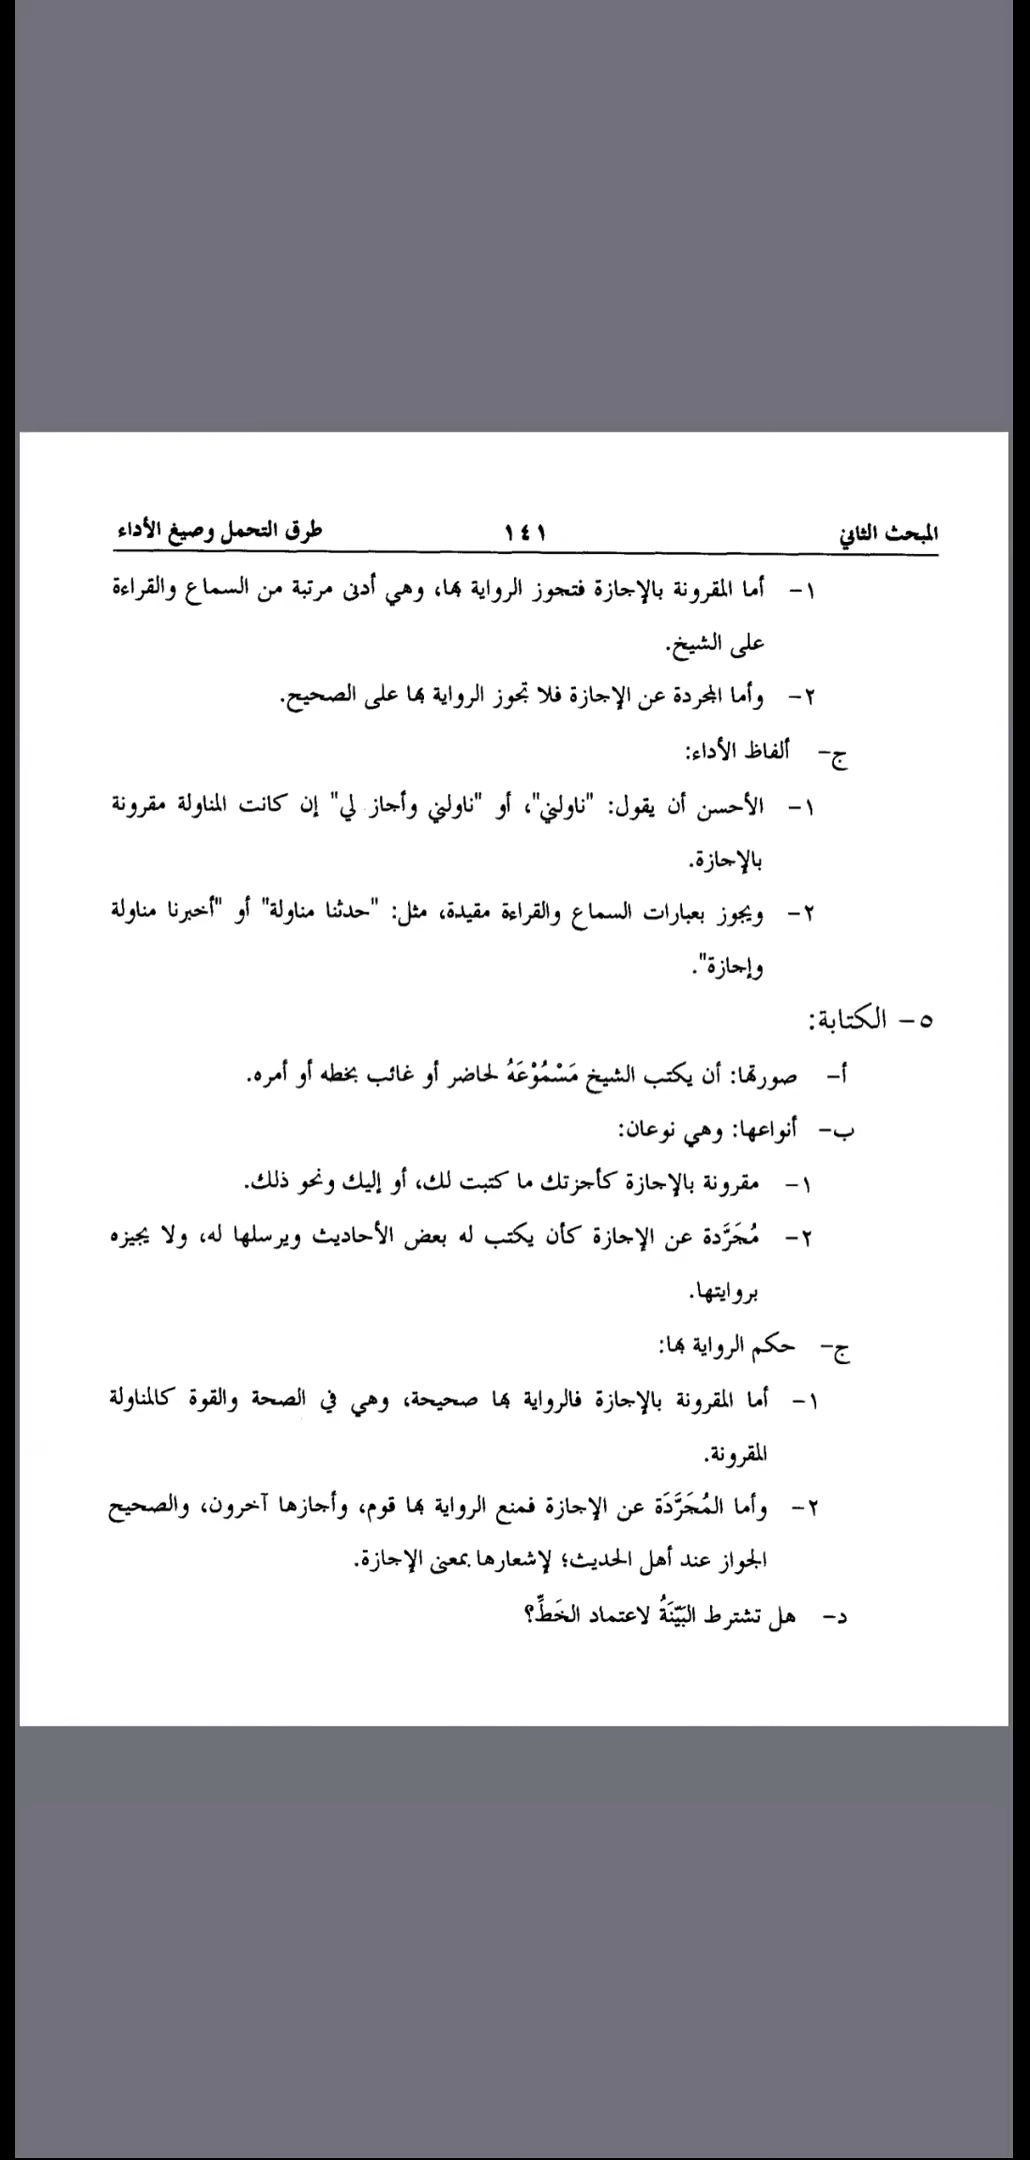 المبحث الثاني ١٤١ طرق التحمل وصيغ الأداء
١- أما المقرونة بالإجازة فتجوز الرواية بها، وهي أدنى مرتبة من السماع والقراءة
على الشيخ.
٢- وأما المجردة عن الإجازة فلا تجوز الرواية بها على الصحيح.
ج- ألفاظ الأداء:
١- الأحسن أن يقول: "ناولني"، أو "ناولني وأجاز لي" إن كانت المناولة مقرونة
بالإجازة.
٢- ويجوز بعبارات السماع والقراءة مقيدة، مثل: "حدثنا مناولة" أو "أخبرنا مناولة
وإجازة".
٥- الكتابة:
أ- صورتها: أن يكتب الشيخ مَسْمُوْعَهُ لحاضر أو غائب بخطه أو أمره.
ب- أنواعها: وهي نوعان:
١- مقرونة بالإجازة كأجزتك ما كتبت لك، أو إليك ونحو ذلك.
٢- مُجَرَّدة عن الإجازة كأن يكتب له بعض الأحاديث ويرسلها له، ولا يجيزه
بروايتها.
ج- حكم الرواية بها:
١- أما المقرونة بالإجازة فالرواية بها صحيحة، وهي في الصحة والقوة كالمناولة
المقرونة.
٢- وأما المُجَرَّدَة عن الإجازة فمنع الرواية بها قوم، وأجازها آخرون، والصحيح
الجواز عند أهل الحديث؛ لإشعارها بمعنى الإجازة.
د- هل تشترط البَيِّنَةُ لاعتماد الخَطِّ؟